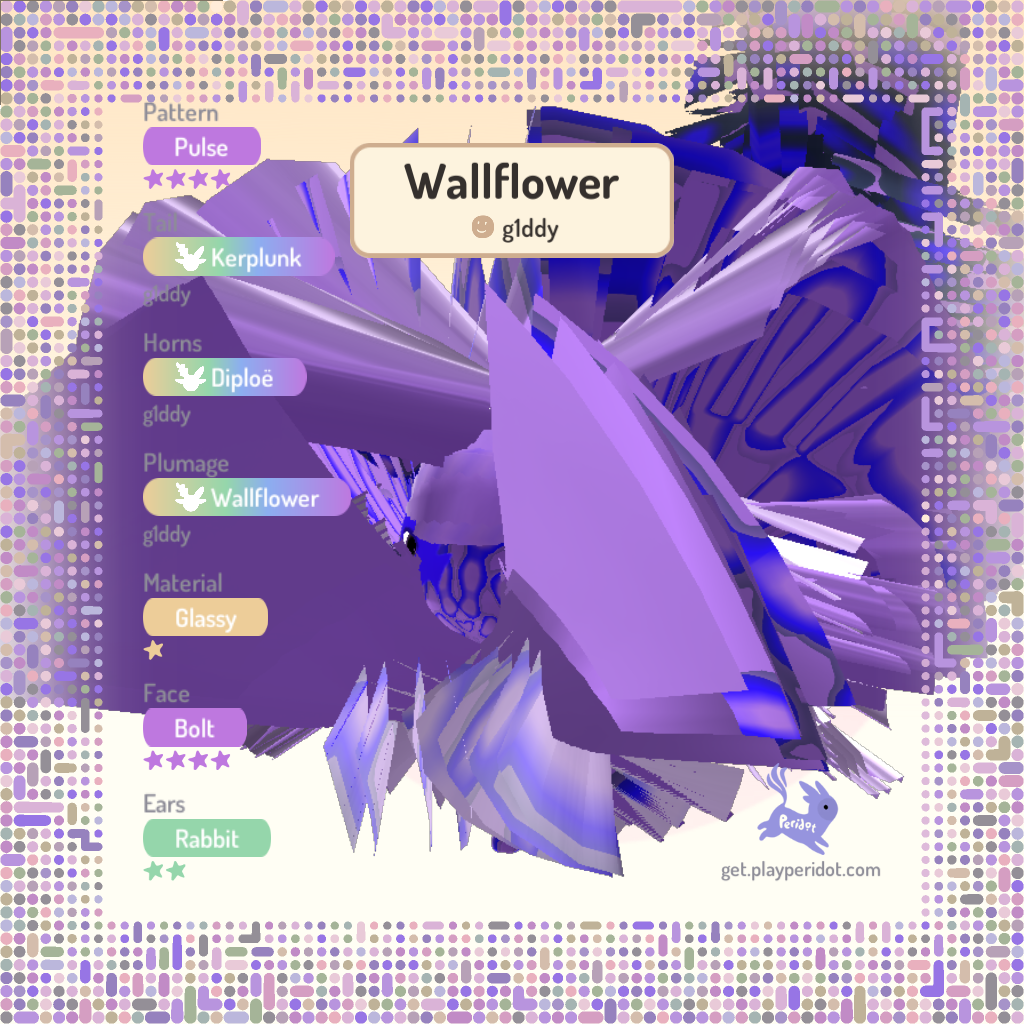 Wallflower
g1ddy
Pattern
Pulse
Tail
Kerplunk
g1ddy
Horns
Diploë
g1ddy
Plumage
Wallflower
g1ddy
Material
Glassy
Face
Bolt
Ears
Rabbit
Peridot
get.playperidot.com